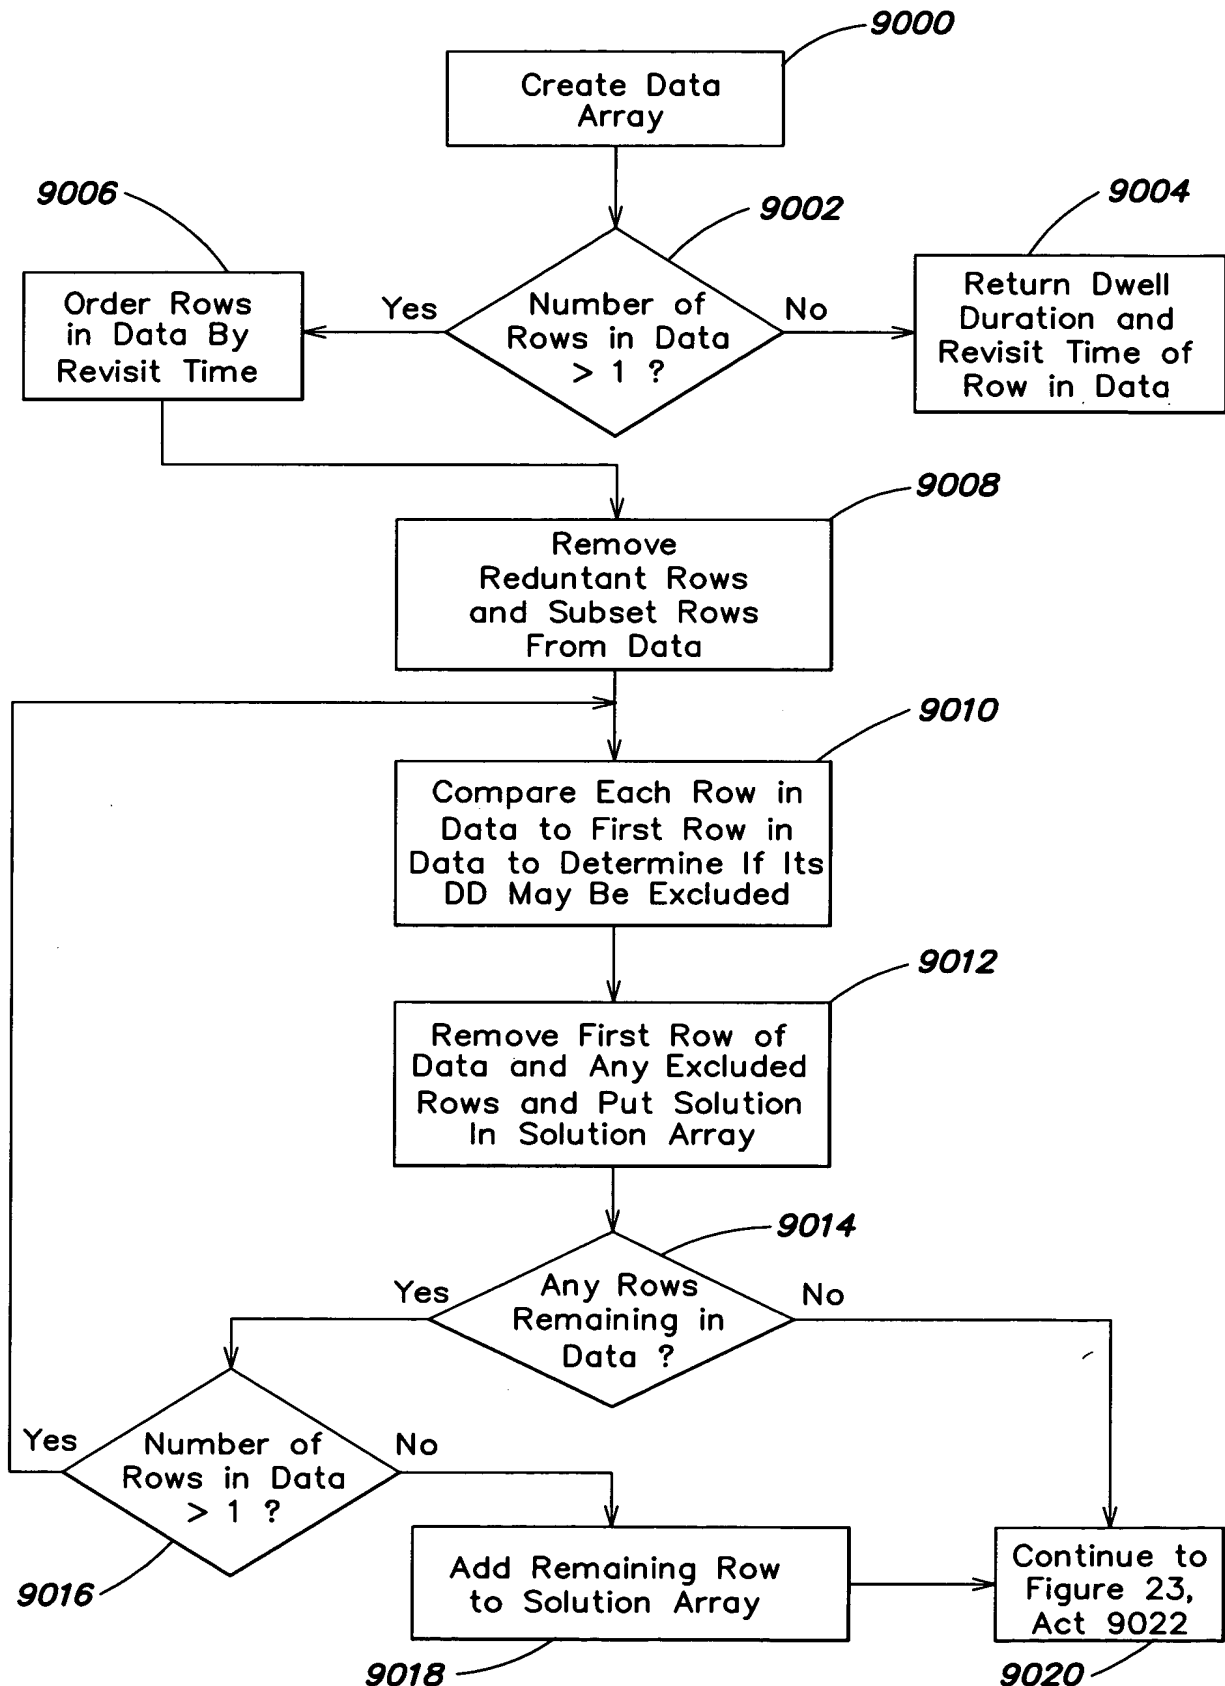 9000
Create Data
Array
9006
9002
9004
Order Rows
in Data By
Revisit Time
Yes
Number of
Rows in Data
> 1 ?
No
Return Dwell
Duration and
Revisit Time of
Row in Data
9008
Remove
Reduntant Rows
and Subset Rows
From Data
9010
Compare Each Row in
Data to First Row in
Data to Determine If Its
DD May Be Excluded
9012
Remove First Row of
Data and Any Excluded
Rows and Put Solution
In Solution Array
9014
Yes
Any Rows
Remaining in
Data ?
No
Yes
Number of
Rows in Data
> 1 ?
No
9016
Add Remaining Row
to Solution Array
9018
Continue to
Figure 23,
Act 9022
9020